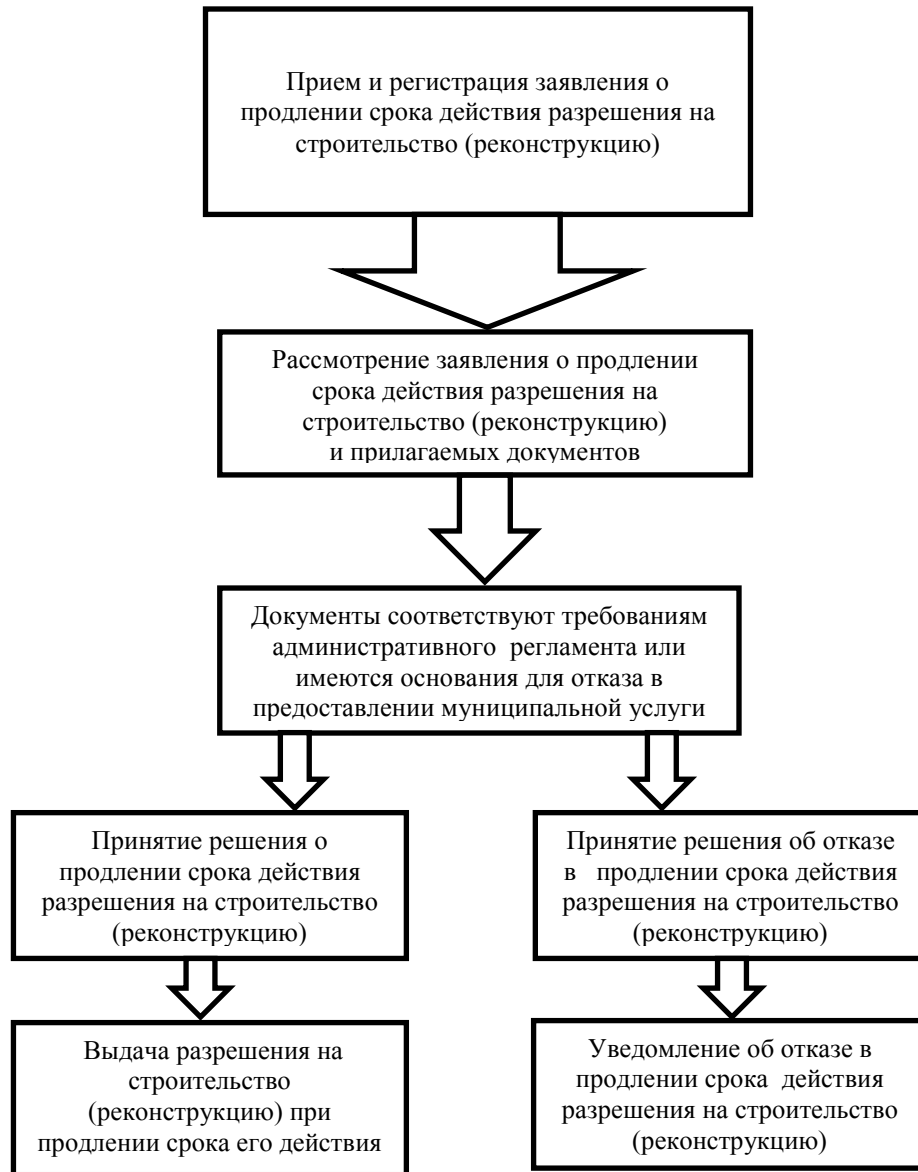 Прием и регистрация заявления о
продлении срока действия разрешения на
строительство (реконструкцию)
Рассмотрение заявления о продлении
срока действия разрешения на
строительство (реконструкцию)
и прилагаемых документов
Документы соответствуют требованиям
административного регламента или
имеются основания для отказа в
предоставлении муниципальной услуги
Принятие решения о
продлении срока действия
разрешения на строительство
(реконструкцию)
Принятие решения об отказе
в продлении срока действия
разрешения на строительство
(реконструкцию)
Выдача разрешения на
строительство
(реконструкцию) при
продлении срока его действия
Уведомление об отказе в
продлении срока действия
разрешения на строительство
(реконструкцию)